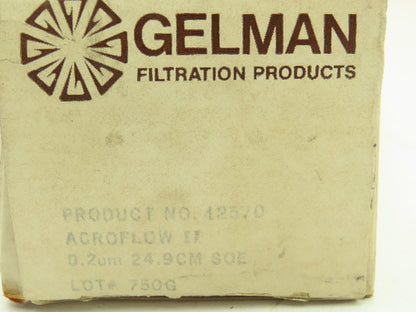 GELMAN
FILTRATION PRODUCTS
PRODUCT NO. 12570
ACROFLOW II
0.2um 24.9CM SOE
LOT# 750G